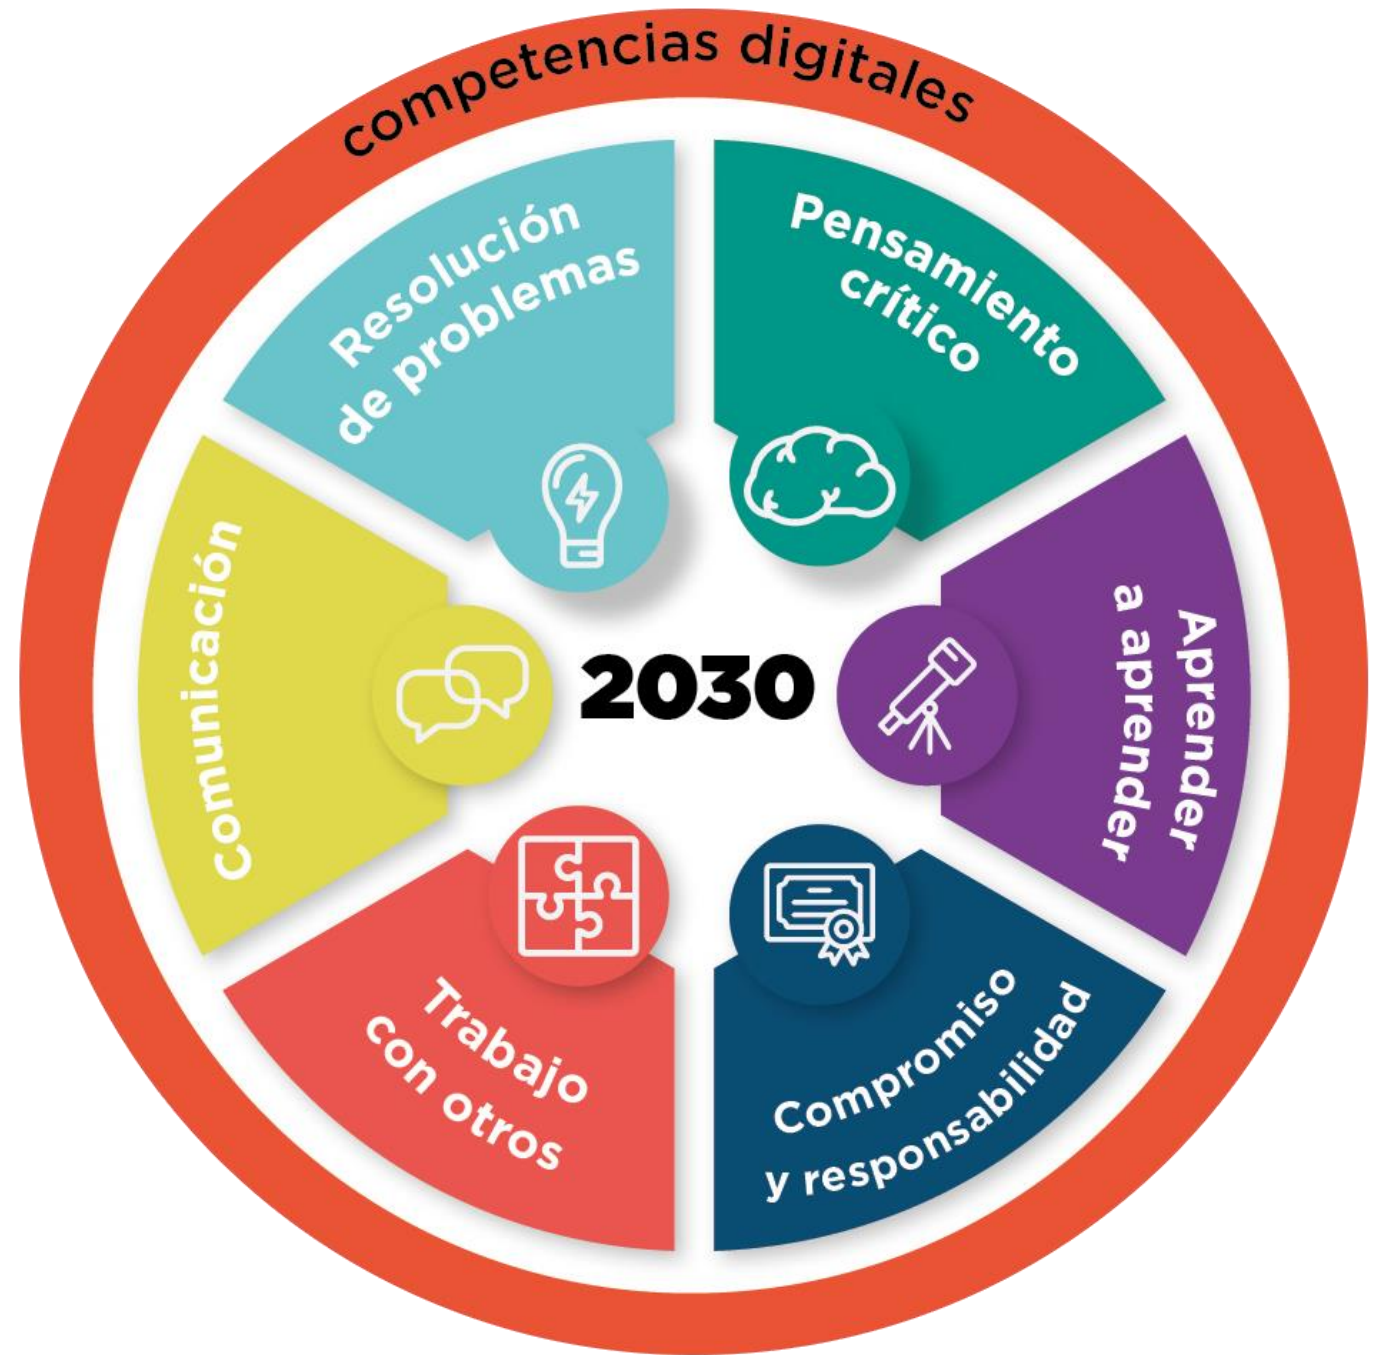 competencias digitales
Resolución
de problemas
Pensamiento
crítico
Comunicación
2030
Aprender
a aprender
Trabajo
con otros
Compromiso
y responsabilidad